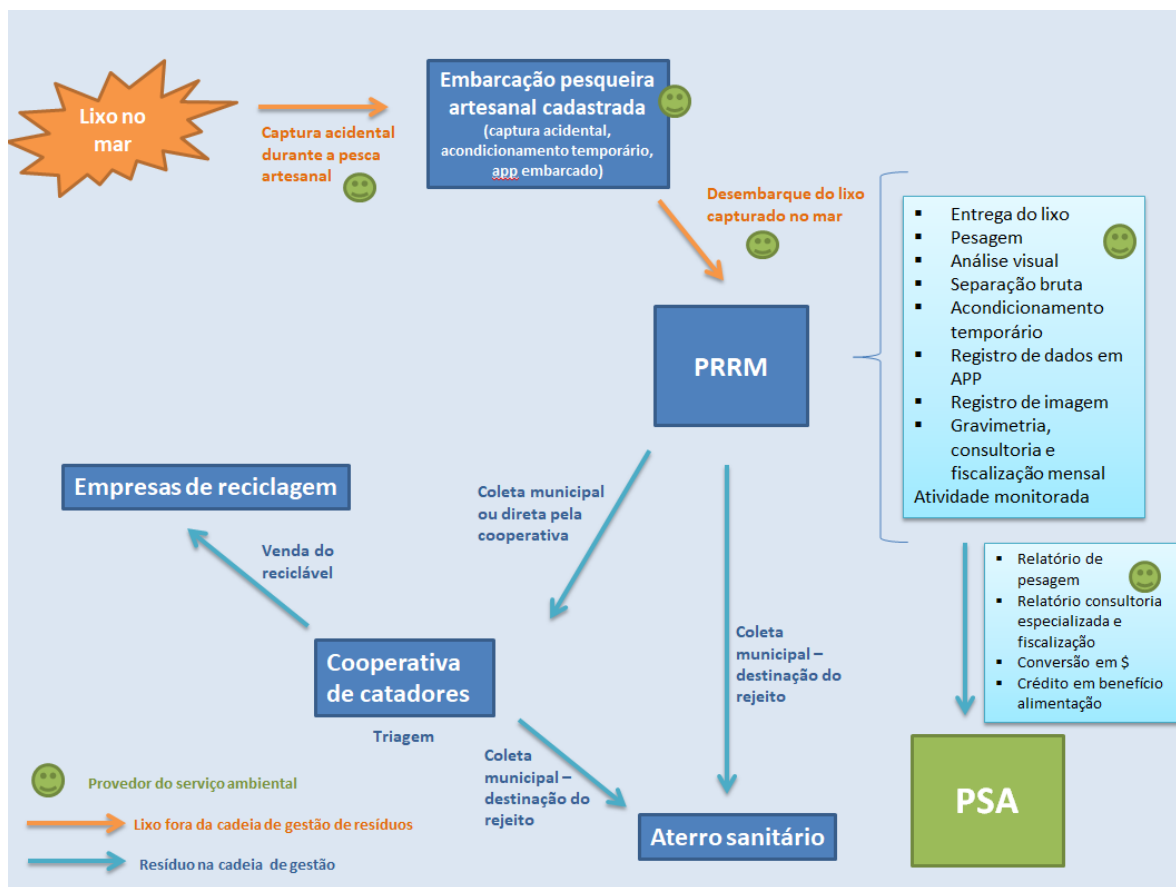 Lixo no
mar
Captura acidental
durante a pesca
artesanal
Embarcação pesqueira
artesanal cadastrada
(captura acidental,
acondicionamento temporário,
app embarcado)
Desembarque do lixo
capturado no mar
PRRM
▪ Entrega do lixo
▪ Pesagem
▪ Análise visual
▪ Separação bruta
▪ Acondicionamento
temporário
▪ Registro de dados em
APP
▪ Registro de imagem
▪ Gravimetria,
consultoria e
fiscalização mensal
Atividade monitorada
▪ Relatório de
pesagem
▪ Relatório consultoria
especializada e
fiscalização
▪ Conversão em $
▪ Crédito em benefício
alimentação
PSA
Coleta municipal
ou direta pela
cooperativa
Coleta
municipal –
destinação do
rejeito
Empresas de reciclagem
Venda do
reciclável
Cooperativa
de catadores
Triagem
Coleta
municipal –
destinação do
rejeito
Aterro sanitário
Provedor do serviço ambiental
Lixo fora da cadeia de gestão de resíduos
Resíduo na cadeia de gestão